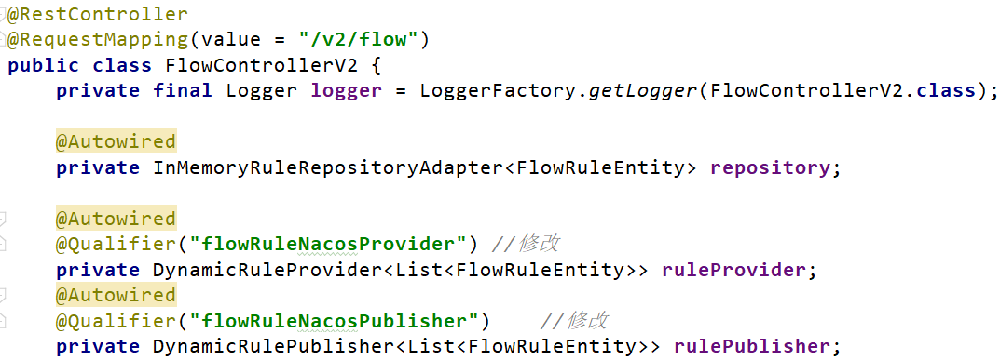 @RestController
@RequestMapping(value = "/v2/flow")
public class FlowControllerV2 {
private final Logger logger = LoggerFactory.getLogger(FlowControllerV2.class);
@Autowired
private InMemoryRuleRepositoryAdapter<FlowRuleEntity> repository;
@Autowired
@Qualifier("flowRuleNacosProvider") //修改
private DynamicRuleProvider<List<FlowRuleEntity>> ruleProvider;
@Autowired
@Qualifier("flowRuleNacosPublisher") //修改
private DynamicRulePublisher<List<FlowRuleEntity>> rulePublisher;